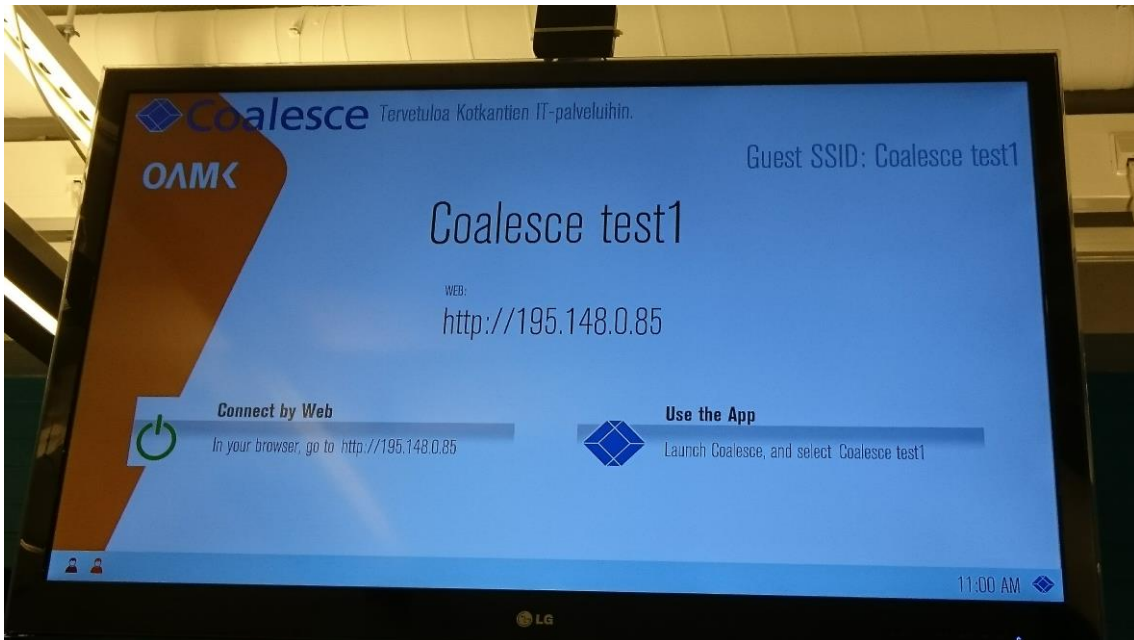 Coalesce Tervetuloa Kotkantien IT-palveluihin.
OAMK
Guest SSID: Coalesce test1
Coalesce test1
WEB:
http://195.148.0.85
Connect by Web
In your browser, go to http://195.148.0.85
Use the App
Launch Coalesce, and select Coalesce test1
11:00 AM
LG